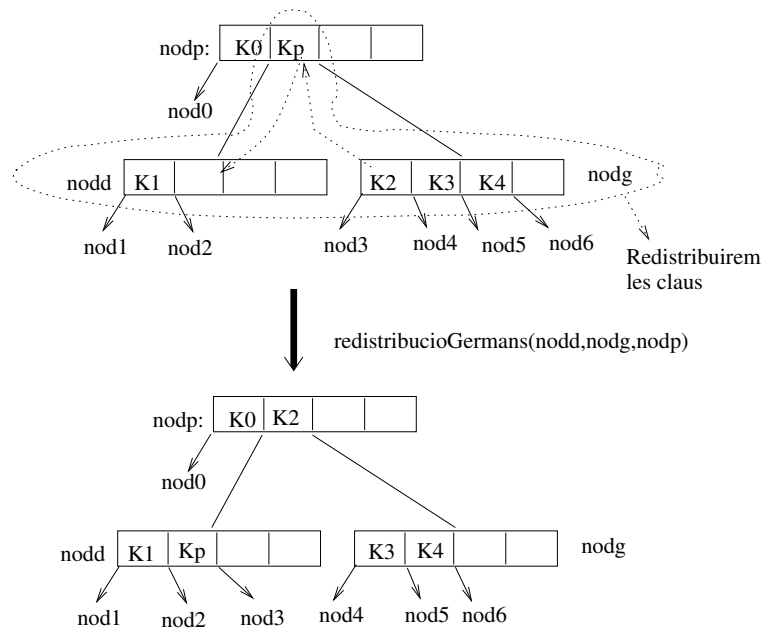 nodp: K0 Kp
nod0
nodd K1 K2 K3 K4 nodg
nod1 nod2 nod3 nod4 nod5 nod6
Redistribuirem
les claus
redistribucioGermans(nodd,nodg,nodp)
nodp: K0 K2
nod0
nodd K1 Kp K3 K4 nodg
nod1 nod2 nod3 nod4 nod5 nod6